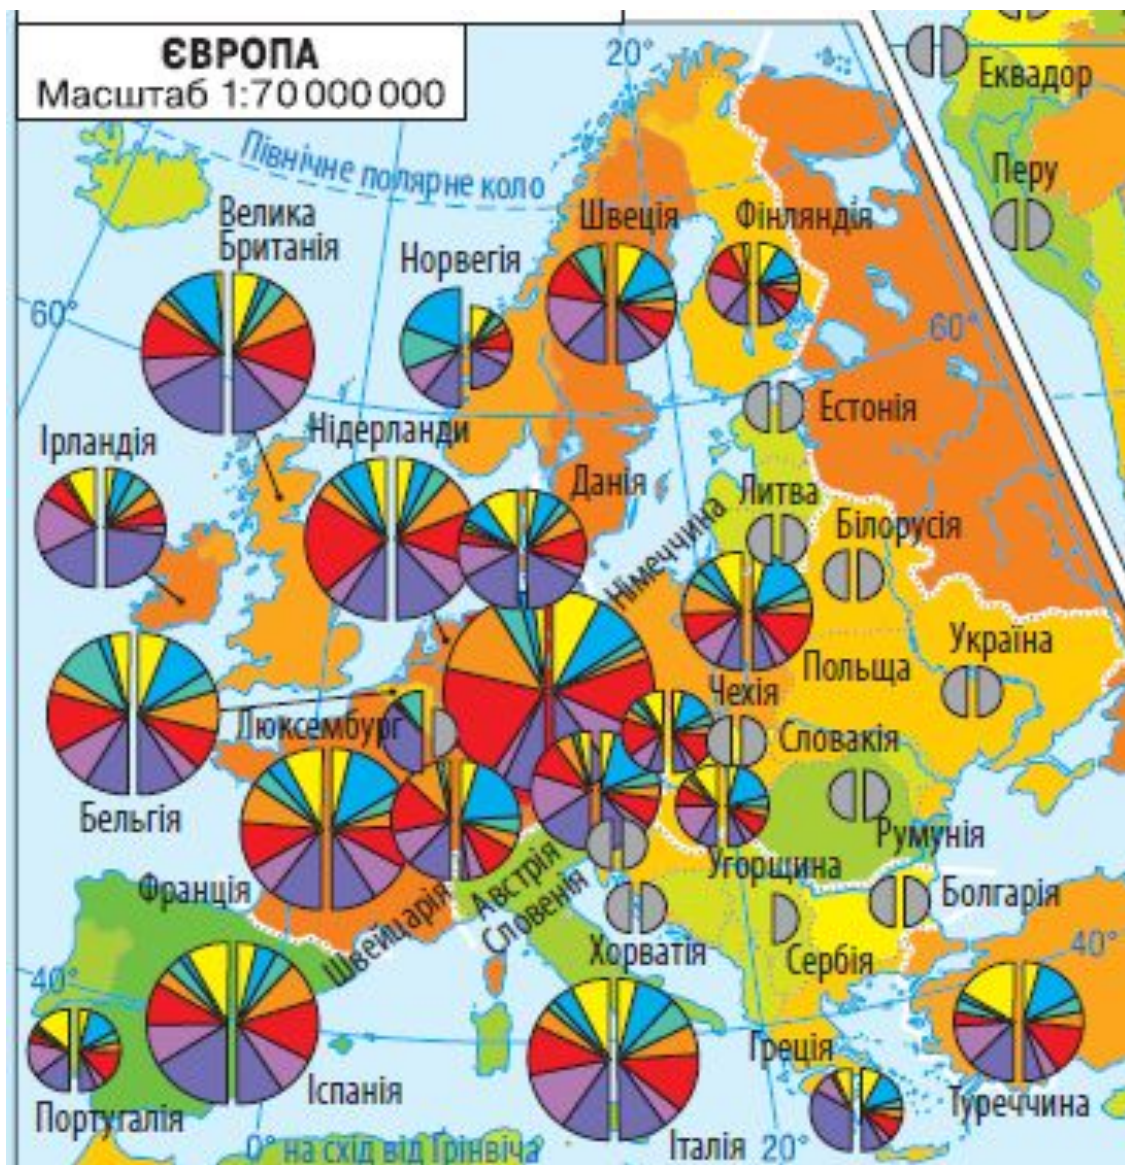 ЄВРОПА
Масштаб 1:70 000 000
20°
Еквадор
Північне полярне коло
Перу
Велика
Британія
Норвегія
Швеція
Фінляндія
60°
60°
Ірландія
Нідерланди
Естонія
Данія
Литва
Німеччина
Білорусія
Україна
Польща
Чехія
Люксембург
Словакія
Бельгія
Румунія
Угорщина
Франція
Австрія
Швейцарія
Словенія
Болгарія
Хорватія
Сербія
40°
40°
Греція
Іспанія
Португалія
Туреччина
Італія
0° на схід від Грінвіча
20°